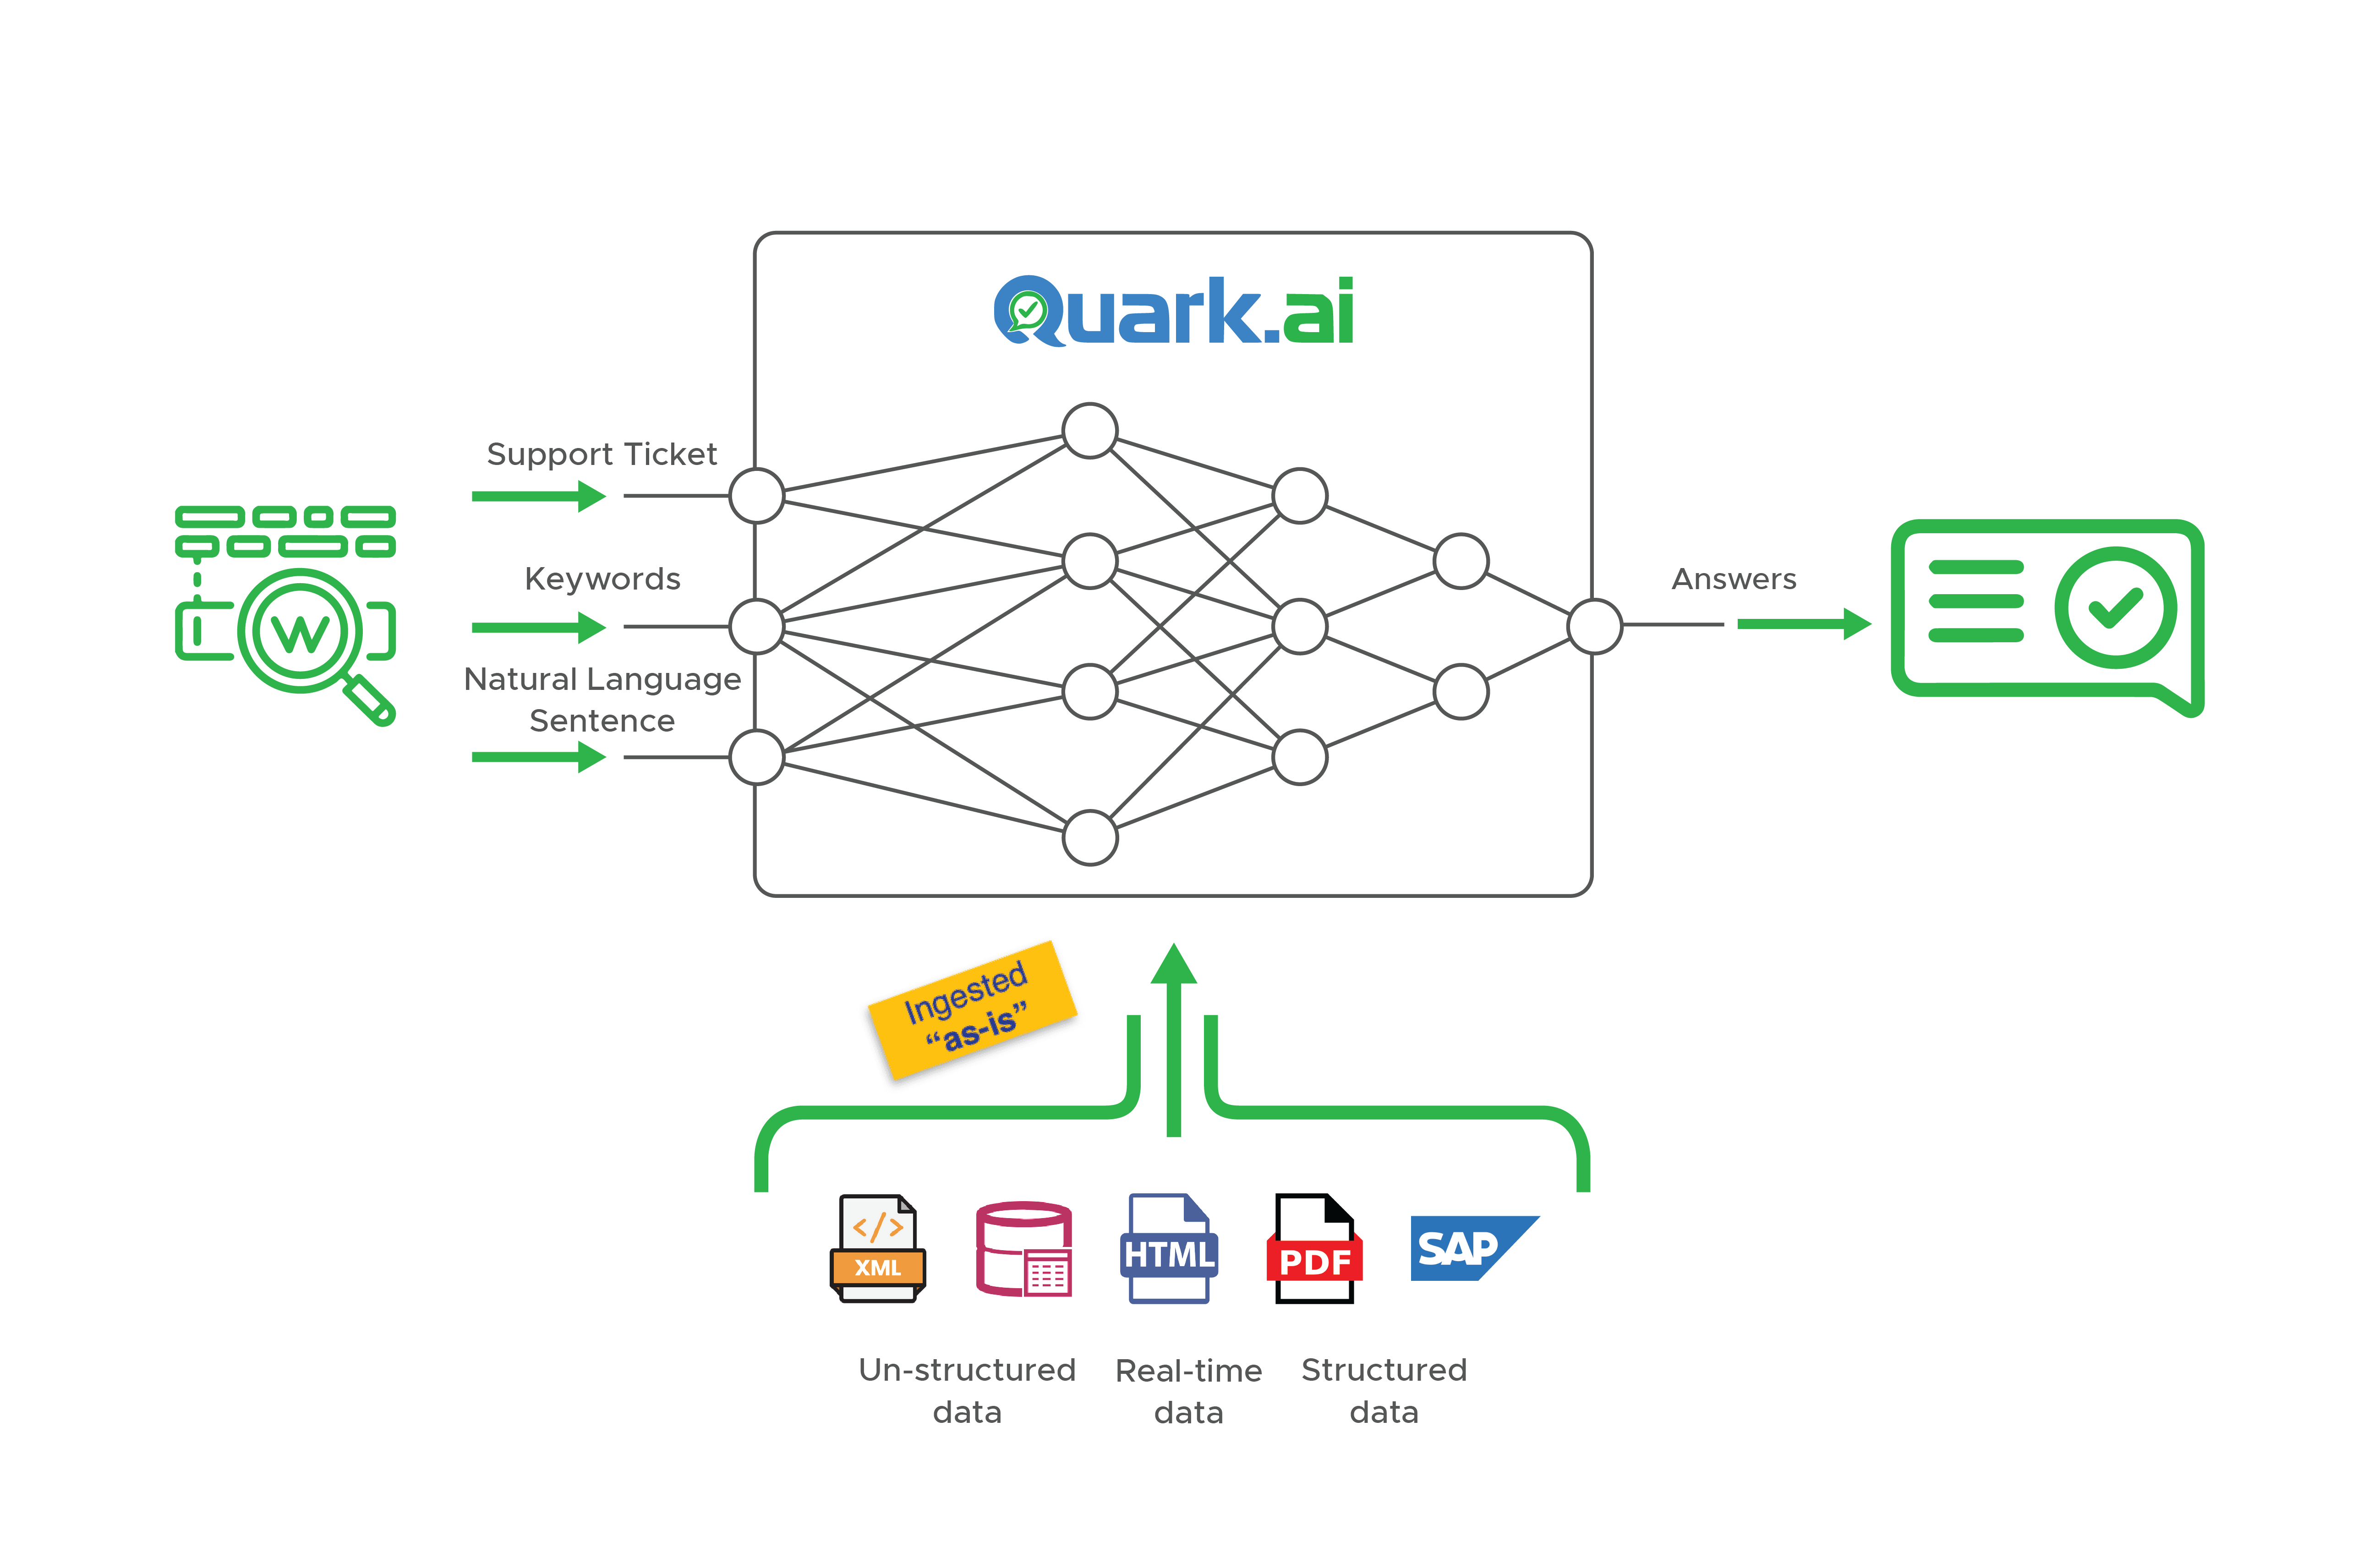 Quark.ai
Support Ticket
Keywords
W
Natural Language
Sentence
Answers
Ingested
“as-is”
</>
XML
HTML
PDF
SAP
Un-structured
data
Real-time
data
Structured
data